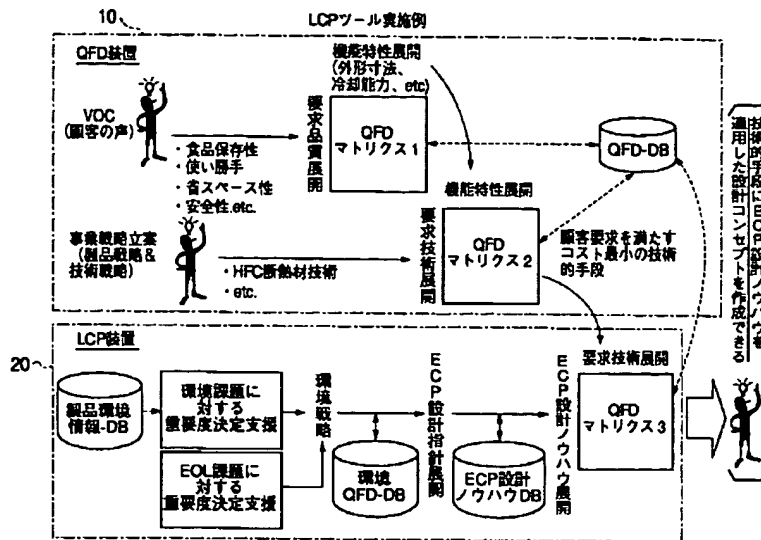 LCPツール実施例
10
QFD装置
VOC
(顧客の声)
・食品保存性
・使い勝手
・省スペース性
・安全性.etc.
機能特性展開
(外形寸法、
冷却能力、etc)
要求品質展開
QFD
マトリクス1
QFD-DB
機能特性展開
事業戦略立案
(製品戦略&
技術戦略)
・HFC断熱材技術
・etc.
要求技術展開
QFD
マトリクス2
顧客要求を満たす
コスト最小の技術
的手段
20
LCP装置
製品環境
情報-DB
環境課題に
対する
重要度決定支援
EOL課題に
対する
重要度決定支援
環境戦略
環境
QFD-DB
ECP設計指針展開
ECP設計
ノウハウDB
ECP設計ノウハウ展開
要求技術展開
QFD
マトリクス3
技術的手段にECP設計ノウハウを
適用した設計コンセプトを作成できる